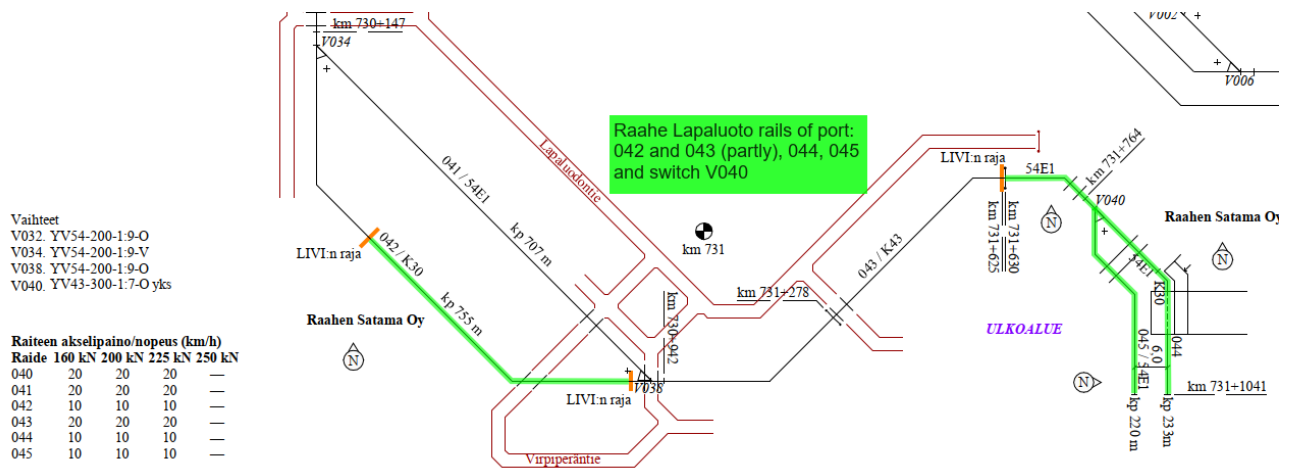 km 730+147
V034
V002
V006
Raahe Lapaluoto rails of port:
042 and 043 (partly), 044, 045
and switch V040
Lapaluodontie
LIVI:n raja
54E1
km 731+764
V040
041 / 54E1
kp 707 m
Vaihteet
V032. YV54-200-1:9-O
V034. YV54-200-1:9-V
V038. YV54-200-1:9-O
V040. YV43-300-1:7-O yks
LIVI:n raja
042 / K30
kp 755 m
km 731
043 / K43
km 731+625
km 731+630
N
Raahen Satama Oy
N
54E1
K30
km 731+278
km 730+942
Raahen Satama Oy
N
ULKOALUE
Raiteen akselipaino/nopeus (km/h)
Raide 160 kN 200 kN 225 kN 250 kN
040 20 20 20 —
041 20 20 20 —
042 10 10 10 —
043 20 20 20 —
044 10 10 10 —
045 10 10 10 —
LIVI:n raja
V038
Virpiperäntie
045 / 54E1
6,0
044
N
km 731+1041
kp 220 m
kp 233m